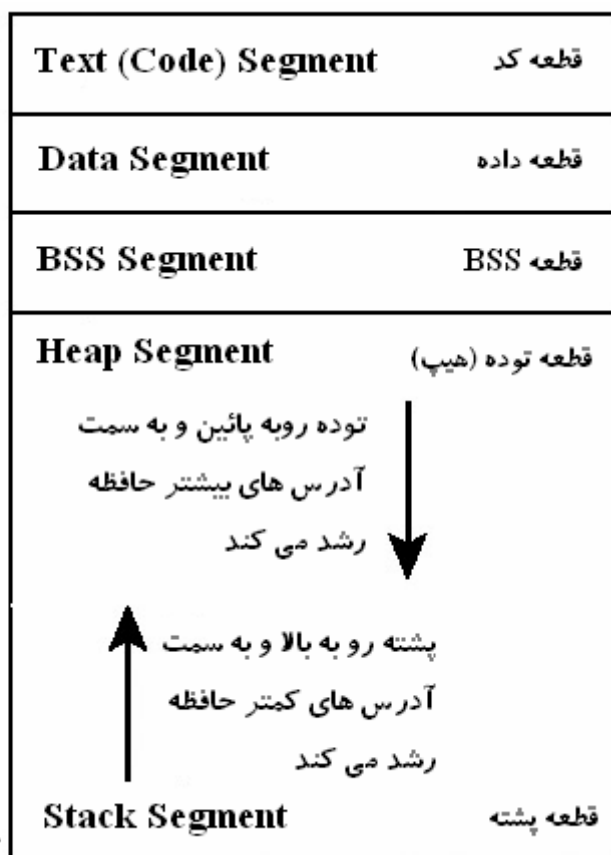 Text (Code) Segment قطعه کد
Data Segment قطعه داده
BSS Segment قطعه BSS
Heap Segment قطعه توده (هیپ)
توده روبه پائین و به سمت
آدرس های بیشتر حافظه
رشد می کند
پشته رو به بالا و به سمت
آدرس های کمتر حافظه
رشد می کند
Stack Segment قطعه پشته